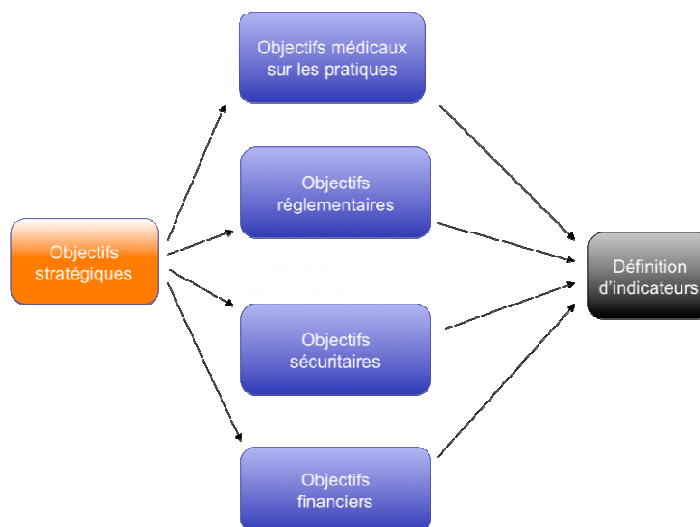 Objectifs médicaux
sur les pratiques
Objectifs
réglementaires
Objectifs
stratégiques
Définition
d'indicateurs
Objectifs
sécuritaires
Objectifs
financiers